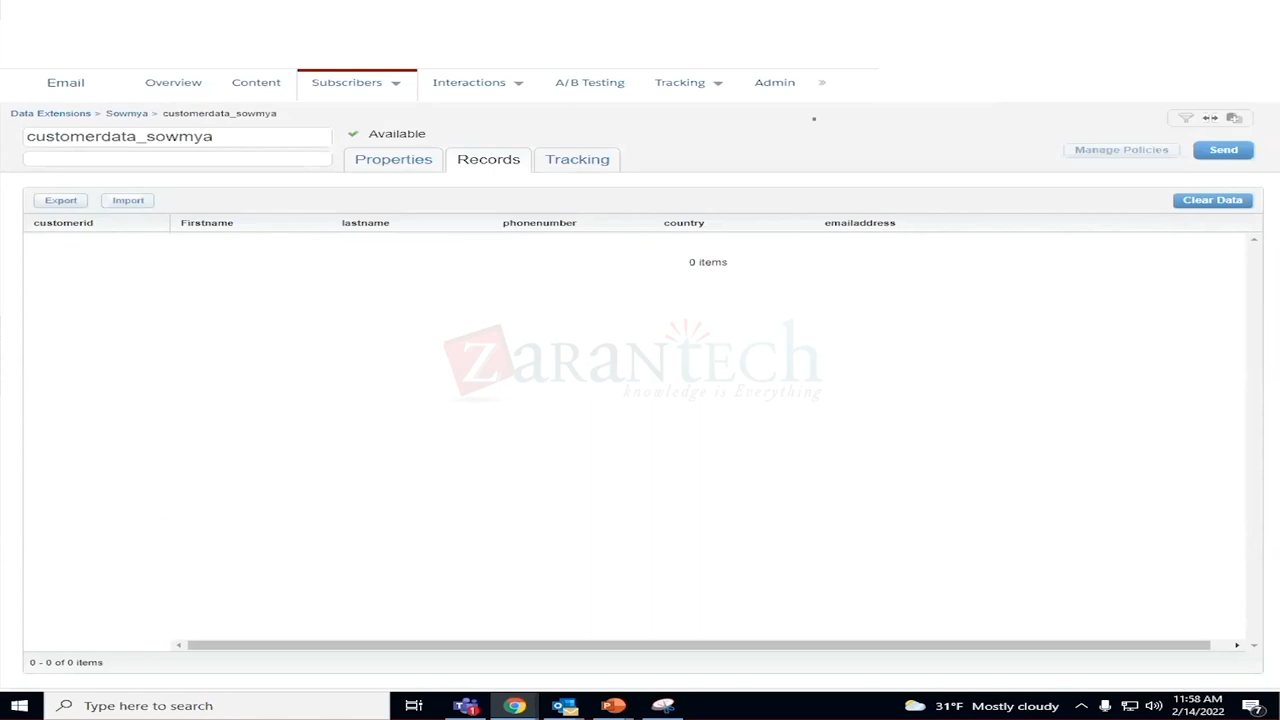 Email Overview Content Subscribers Interactions A/B Testing Tracking Admin »
Data Extensions > Sowmya > customerdata_sowmya
customerdata_sowmya
Available
Properties Records Tracking
Manage Policies Send
Export Import Clear Data
customerid Firstname lastname phonenumber country emailaddress
0 items
ZaranTech
knowledge is Everything
0 - 0 of 0 items
Type here to search
1
31°F Mostly cloudy
11:58 AM
2/14/2022
7